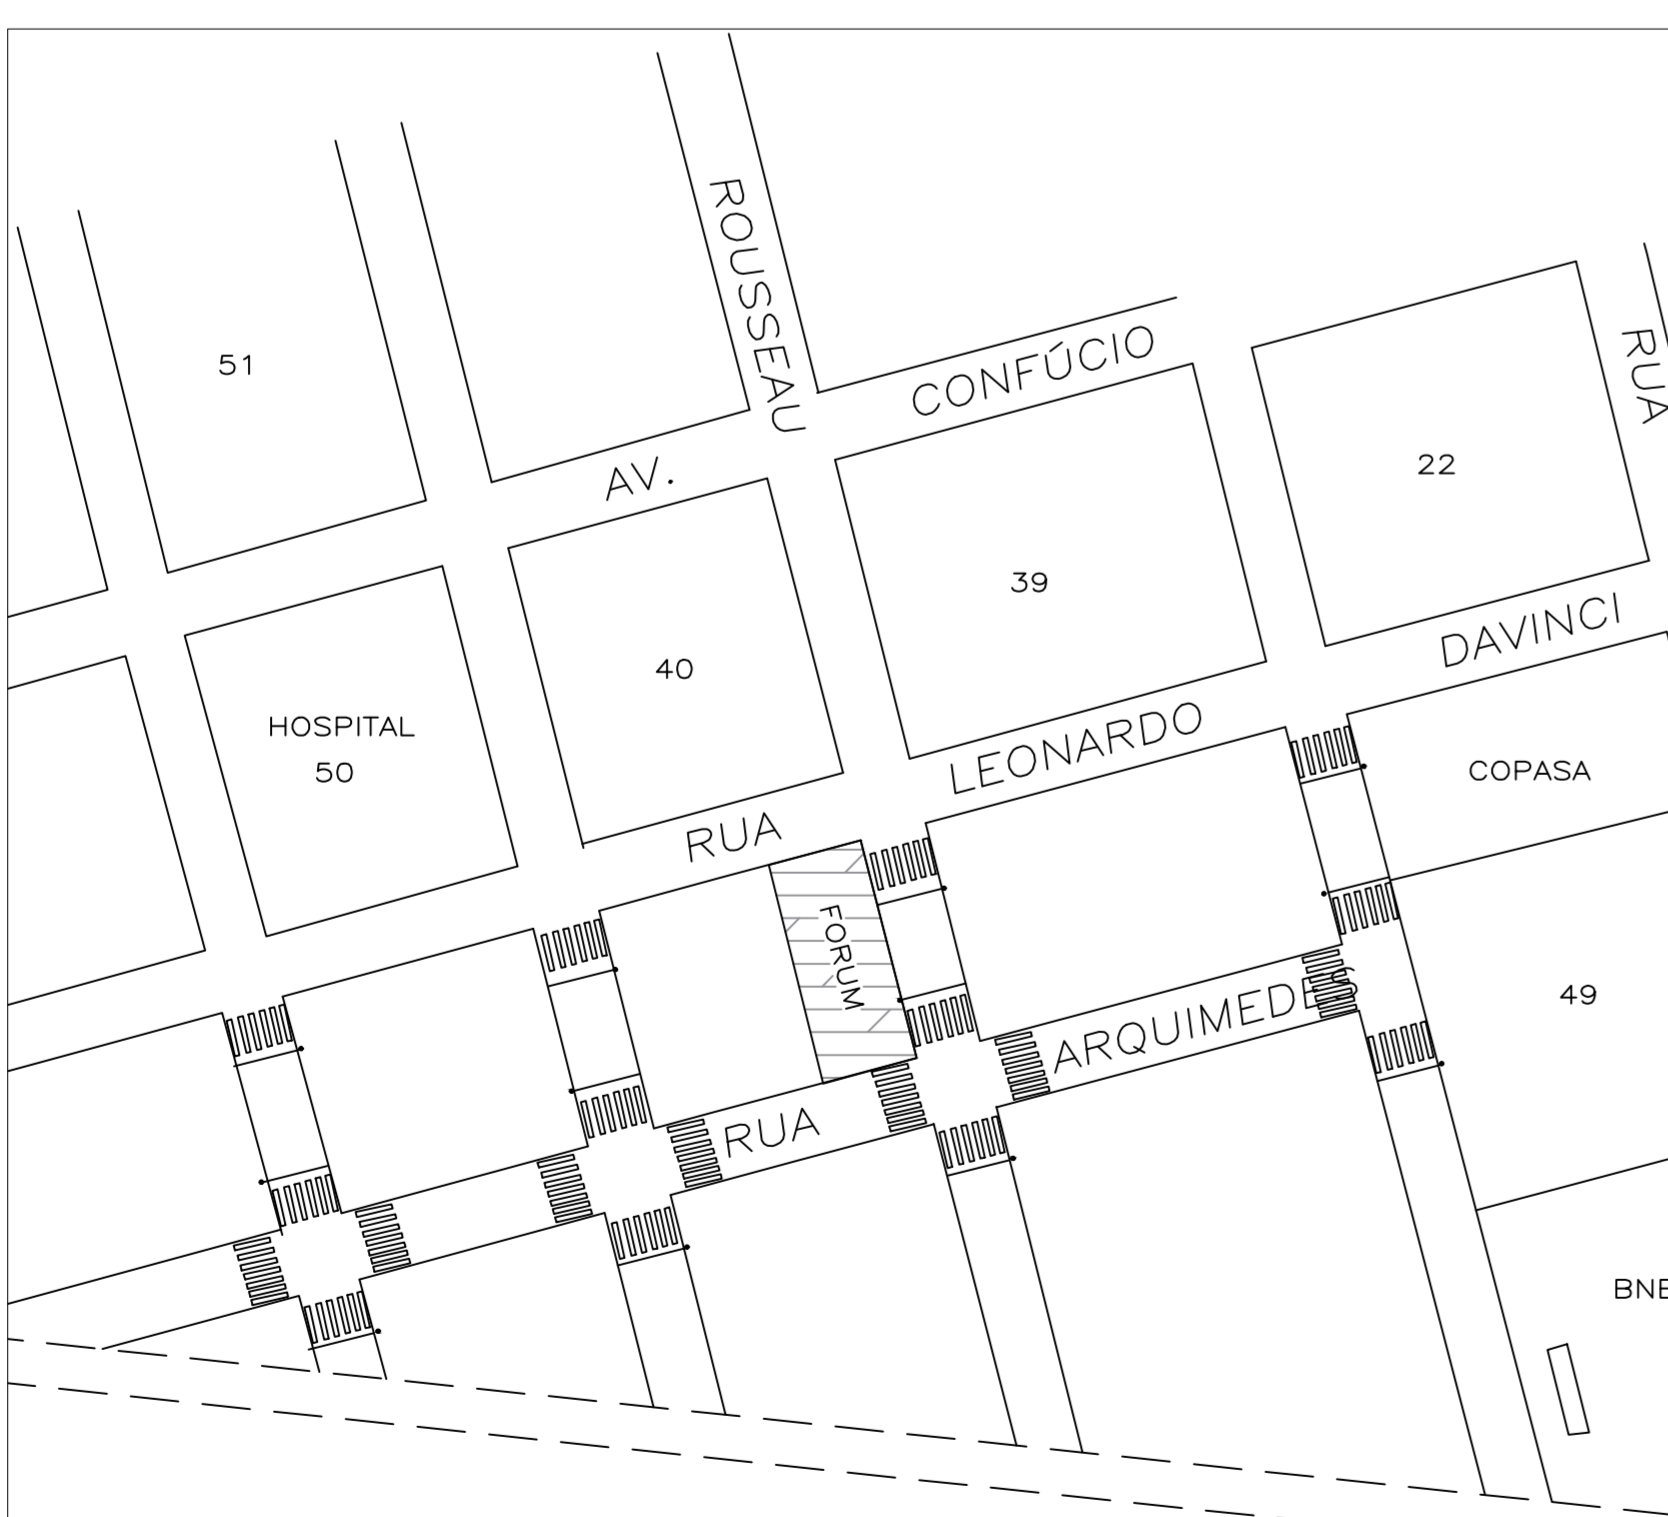 ROUSSEAU
CONFÚCIO
RUA
51
AV.
22
39
DAVINCI
40
HOSPITAL
50
LEONARDO
COPASA
RUA
FORUM
49
ARQUIMEDES
RUA
BNE